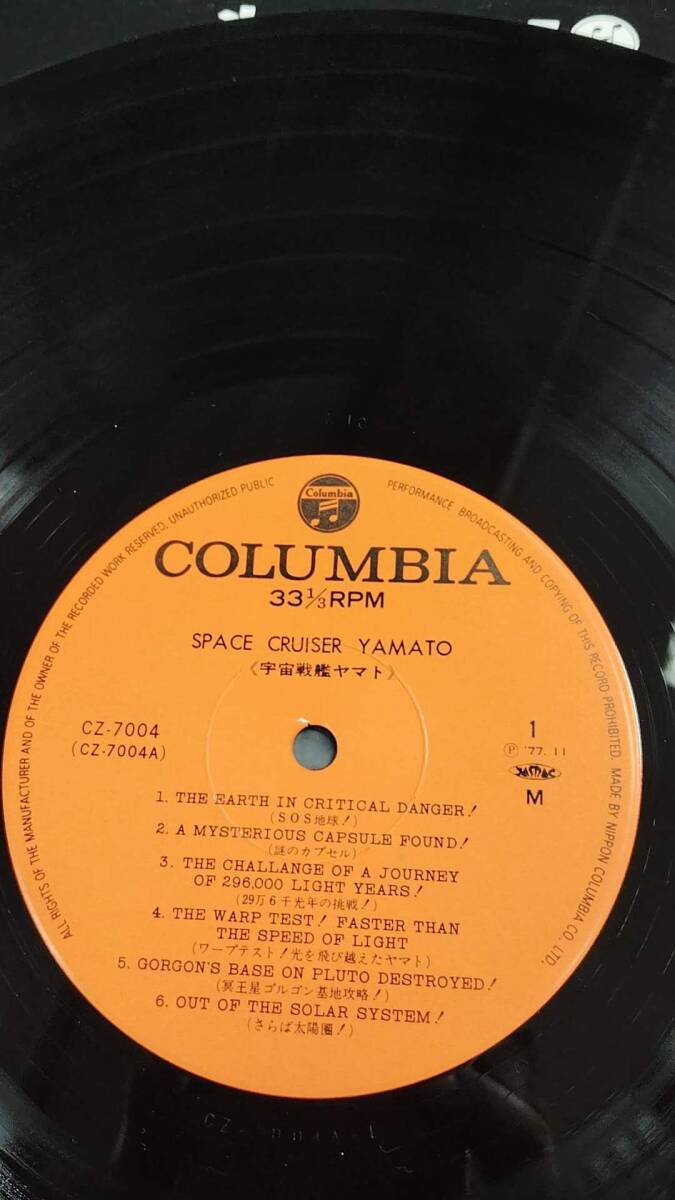 Columbia
COLUMBIA
33 1/3 RPM
SPACE CRUISER YAMATO
《宇宙戦艦ヤマト》
CZ-7004
(CZ-7004A)
1
Ⓟ '77. 11
JASRAC
M
1. THE EARTH IN CRITICAL DANGER!
(SOS地球!)
2. A MYSTERIOUS CAPSULE FOUND!
(謎のカプセル)
3. THE CHALLANGE OF A JOURNEY
OF 296,000 LIGHT YEARS!
(29万6千光年の挑戦!)
4. THE WARP TEST! FASTER THAN
THE SPEED OF LIGHT
(ワープテスト!光を飛び越えたヤマト)
5. GORGON'S BASE ON PLUTO DESTROYED!
(冥王星ゴルゴン基地攻略!)
6. OUT OF THE SOLAR SYSTEM!
(さらば太陽圏!)
ALL RIGHTS OF THE MANUFACTURER AND OF THE OWNER OF THE RECORDED WORK RESERVED. UNAUTHORIZED PUBLIC PERFORMANCE BROADCASTING AND COPYING OF THIS RECORD PROHIBITED. MADE BY NIPPON COLUMBIA CO. LTD.